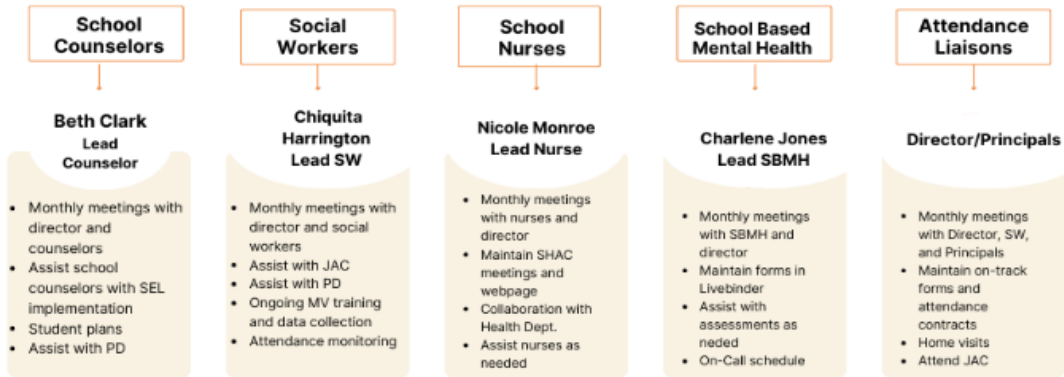 School
Counselors
Beth Clark
Lead
Counselor
• Monthly meetings with
director and
counselors
• Assist school
counselors with SEL
implementation
• Student plans
• Assist with PD
Social
Workers
Chiquita
Harrington
Lead SW
• Monthly meetings with
director and social
workers
• Assist with JAC
• Assist with PD
• Ongoing MV training
and data collection
• Attendance monitoring
School
Nurses
Nicole Monroe
Lead Nurse
• Monthly meetings
with nurses and
director
• Maintain SHAC
meetings and
webpage
• Collaboration with
Health Dept.
• Assist nurses as
needed
School Based
Mental Health
Charlene Jones
Lead SBMH
• Monthly meetings
with SBMH and
director
• Maintain forms in
Livebinder
• Assist with
assessments as
neded
• On-Call schedule
Attendance
Liaisons
Director/Principals
• Monthly meetings
with Director, SW,
and Principals
• Maintain on-track
forms and
attendance
contracts
• Home visits
• Attend JAC